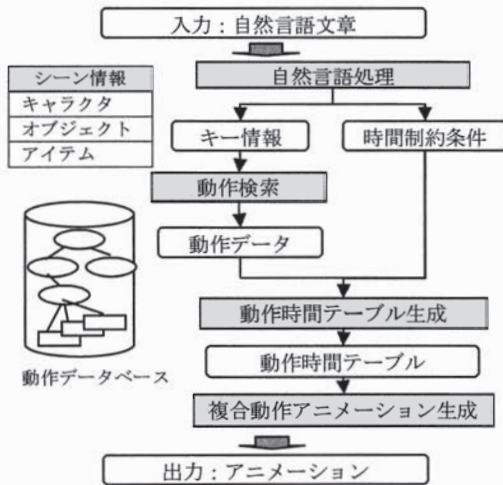 入力：自然言語文章
シーン情報
キャラクタ
オブジェクト
アイテム
自然言語処理
キー情報
時間制約条件
動作検索
動作データ
動作データベース
動作時間テーブル生成
動作時間テーブル
複合動作アニメーション生成
出力：アニメーション